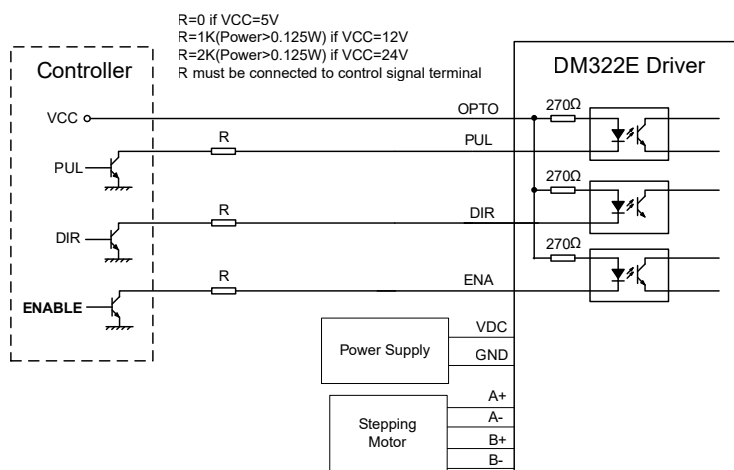 R=0 if VCC=5V
R=1K(Power>0.125W) if VCC=12V
R=2K(Power>0.125W) if VCC=24V
R must be connected to control signal terminal
Controller
DM322E Driver
VCC
OPTO
270Ω
R
PUL
PUL
270Ω
R
DIR
DIR
270Ω
R
ENA
ENABLE
Power Supply
VDC
GND
Stepping
Motor
A+
A-
B+
B-